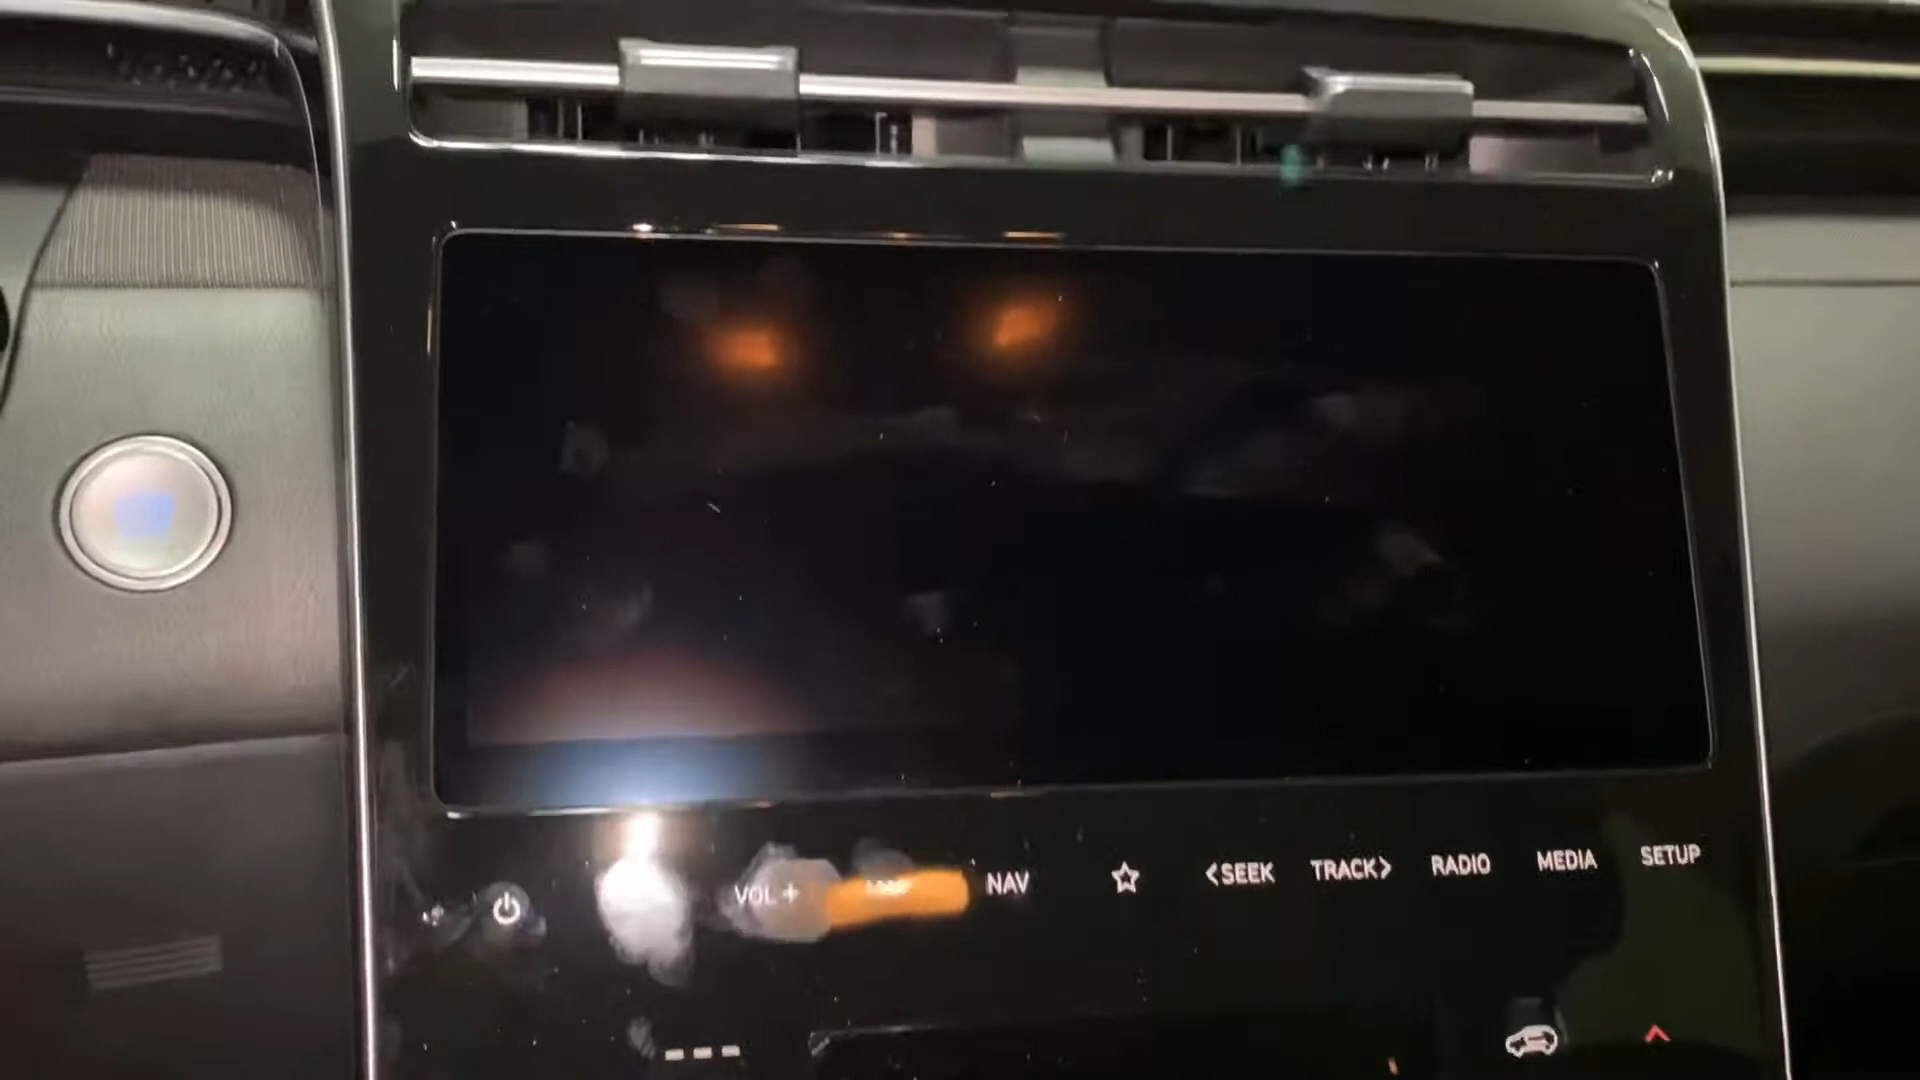 VOL + NAV ☆ <SEEK TRACK> RADIO MEDIA SETUP
---